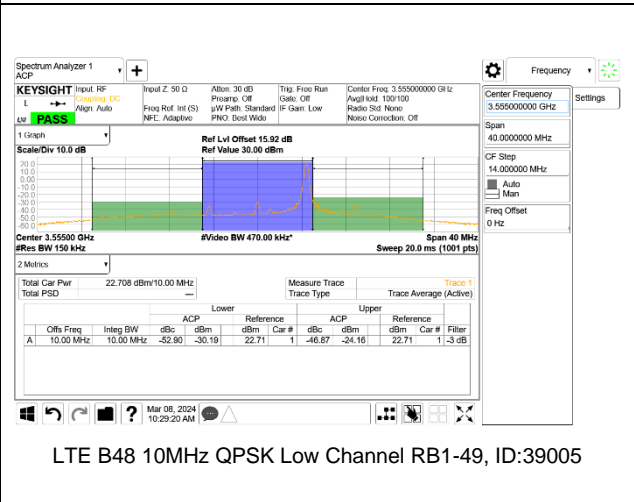 Spectrum Analyzer 1
ACP
Frequency
KEYSIGHT
L
PASS
Input: RF
Coupling: DC
Align: Auto
Input Z: 50 Ω
Freq Ref: Int (S)
NFE: Adaptive
Atten: 30 dB
Preamp: Off
µW Path: Standard
PNO: Best Wide
Trig: Free Run
Gate: Off
IF Gain: Low
Center Freq: 3.555000000 GHz
Avg|Hold: 100/100
Radio Std: None
Noise Correction: Off
Center Frequency
3.555000000 GHz
Settings
Span
40.0000000 MHz
CF Step
14.000000 MHz
Auto
Man
Freq Offset
0 Hz
1 Graph
Scale/Div 10.0 dB
Ref Lvl Offset 15.92 dB
Ref Value 30.00 dBm
20.0
10.0
0.00
-10.0
-20.0
-30.0
-40.0
-50.0
-60.0
Center 3.55500 GHz
#Res BW 150 kHz
#Video BW 470.00 kHz*
Span 40 MHz
Sweep 20.0 ms (1001 pts)
2 Metrics
Total Car Pwr 22.708 dBm/10.00 MHz
Total PSD ---
Measure Trace Trace 1
Trace Type Trace Average (Active)
Lower Upper
ACP Reference ACP Reference
Offs Freq Integ BW dBc dBm dBm Car # dBc dBm dBm Car # Filter
A 10.00 MHz 10.00 MHz -52.90 -30.19 22.71 1 -46.87 -24.16 22.71 1 -3 dB
Mar 08, 2024
10:29:20 AM
LTE B48 10MHz QPSK Low Channel RB1-49, ID:39005